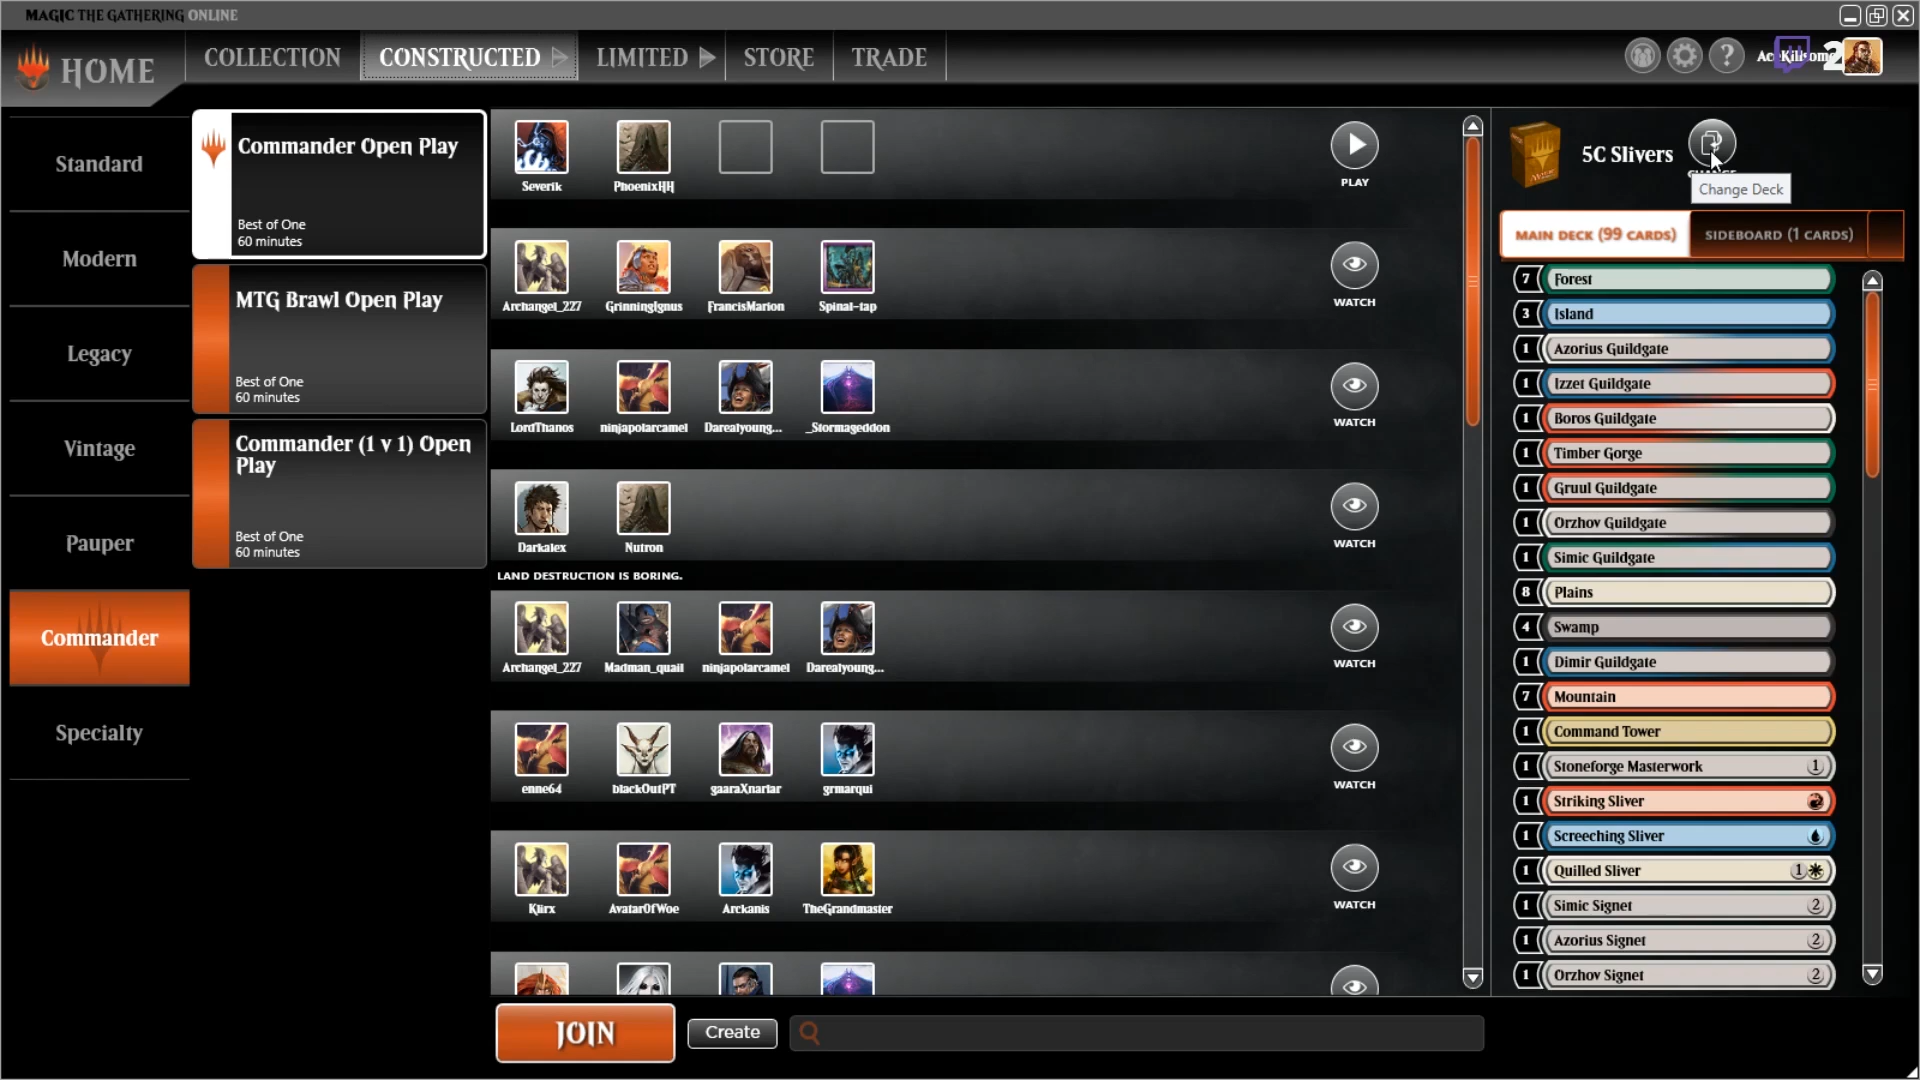 MAGIC THE GATHERING ONLINE
HOME
COLLECTION
CONSTRUCTED
LIMITED
STORE
TRADE
2
Standard
Modern
Legacy
Vintage
Pauper
Commander
Specialty
Commander Open Play
Best of One
60 minutes
MTG Brawl Open Play
Best of One
60 minutes
Commander (1 v 1) Open
Play
Best of One
60 minutes
Severik
PhoenixHH
PLAY
Archangel_227
GrinningIgnus
FrancisMarion
Spinal-tap
WATCH
LordThanos
ninjapolarcamel
Darealyoung...
_Stormageddon
WATCH
Darkalex
Nutron
WATCH
LAND DESTRUCTION IS BORING.
Archangel_227
Madman_quail
ninjapolarcamel
Darealyoung...
WATCH
enne64
blackOutPT
gaaraXnarlar
grmarqui
WATCH
Klirx
AvatarOfWoe
Arckanis
TheGrandmaster
WATCH
JOIN
Create
5C Slivers
Change Deck
MAIN DECK (99 CARDS)
SIDEBOARD (1 CARDS)
7 Forest
3 Island
1 Azorius Guildgate
1 Izzet Guildgate
1 Boros Guildgate
1 Timber Gorge
1 Gruul Guildgate
1 Orzhov Guildgate
1 Simic Guildgate
8 Plains
4 Swamp
1 Dimir Guildgate
7 Mountain
1 Command Tower
1 Stoneforge Masterwork 1
1 Striking Sliver
1 Screeching Sliver
1 Quilled Sliver 1
1 Simic Signet 2
1 Azorius Signet 2
1 Orzhov Signet 2